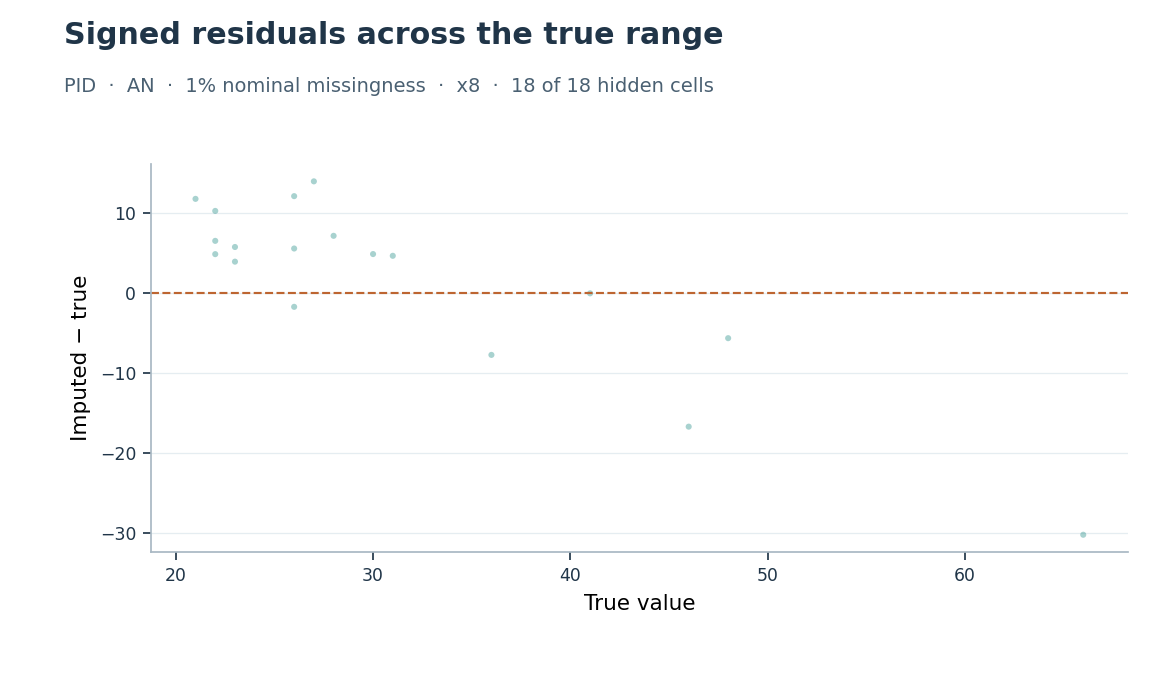 Signed residuals across the true range
PID · AN · 1% nominal missingness · x8 · 18 of 18 hidden cells
Imputed − true
10
0
−10
−20
−30
20 30 40 50 60
True value